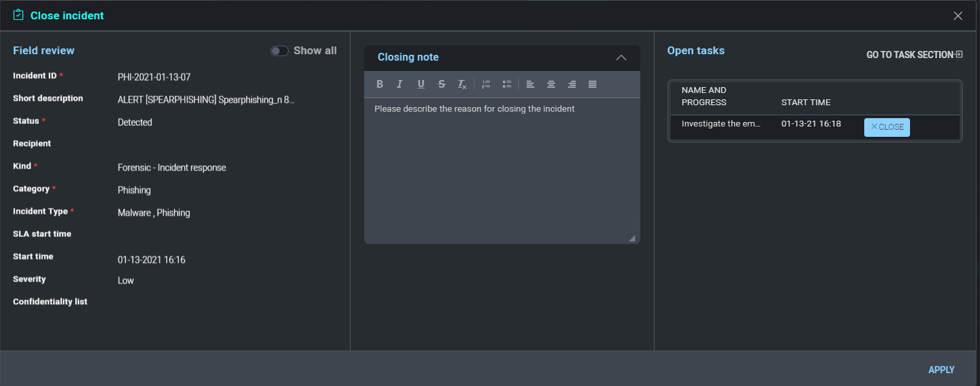 Close incident
Field review
Show all
Incident ID *
PHI-2021-01-13-07
Short description
ALERT [SPEARPHISHING] Spearphishing_n 8...
Status *
Detected
Recipient
Kind *
Forensic - Incident response
Category *
Phishing
Incident Type *
Malware , Phishing
SLA start time
Start time
01-13-2021 16:16
Severity
Low
Confidentiality list
Closing note
B I U S Tx
Please describe the reason for closing the incident
Open tasks
GO TO TASK SECTION
NAME AND
PROGRESS
START TIME
Investigate the em...
01-13-21 16:18
CLOSE
APPLY